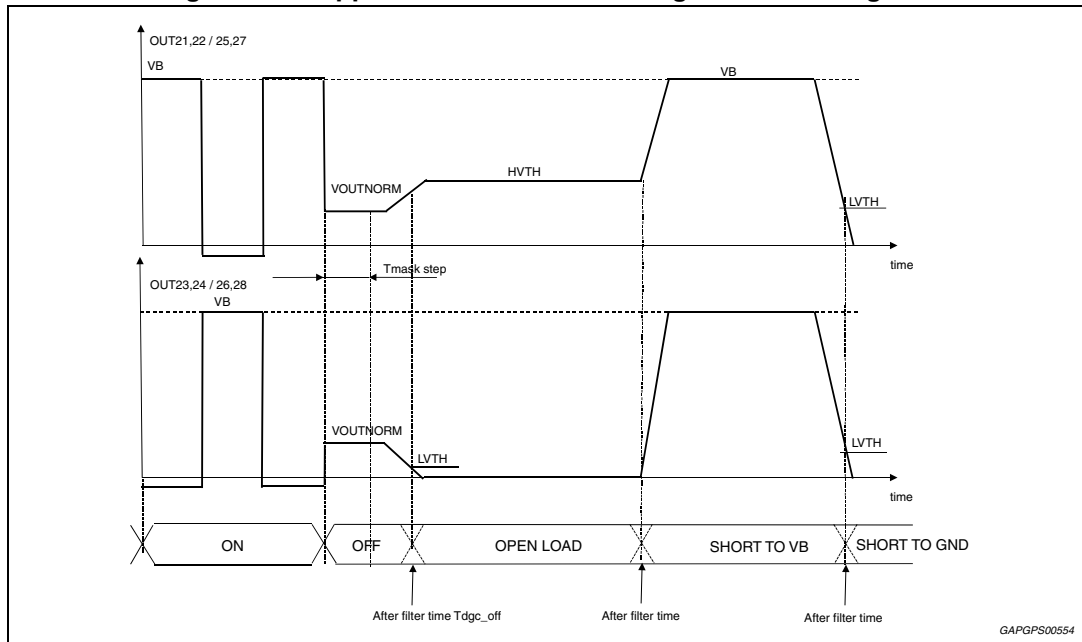 OUT21,22 / 25,27
VB
VB
HVTH
VOUTNORM
LVTH
time
Tmask step
OUT23,24 / 26,28
VB
VOUTNORM
LVTH
LVTH
time
ON
OFF
OPEN LOAD
SHORT TO VB
SHORT TO GND
After filter time Tdgc_off
After filter time
After filter time
GAPGPS00554